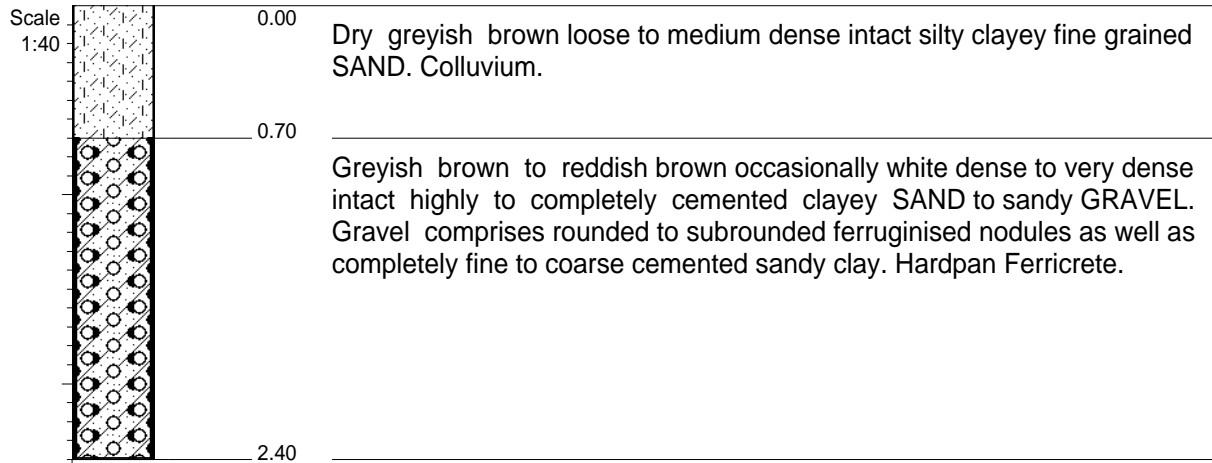 Scale
1:40
0.00
Dry greyish brown loose to medium dense intact silty clayey fine grained
SAND. Colluvium.
0.70
Greyish brown to reddish brown occasionally white dense to very dense
intact highly to completely cemented clayey SAND to sandy GRAVEL.
Gravel comprises rounded to subrounded ferruginised nodules as well as
completely fine to coarse cemented sandy clay. Hardpan Ferricrete.
2.40